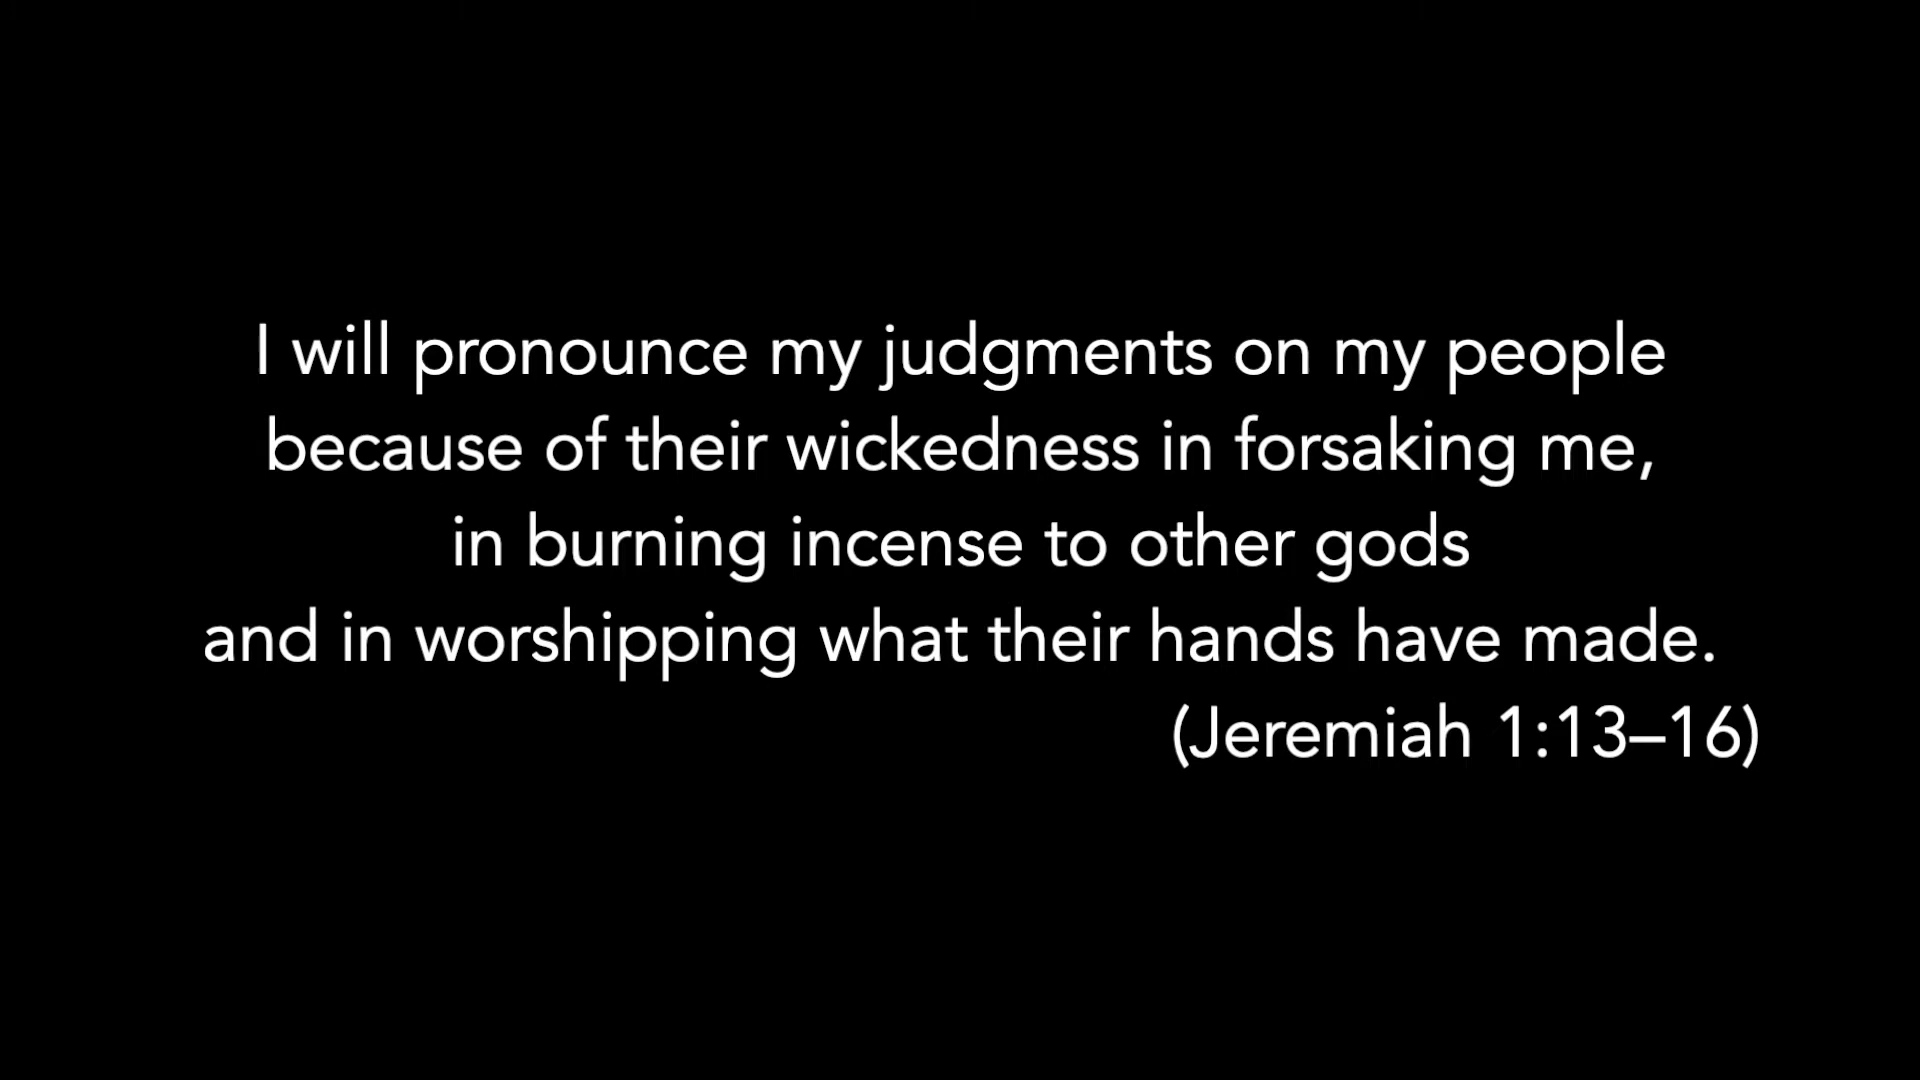 I will pronounce my judgments on my people
because of their wickedness in forsaking me,
in burning incense to other gods
and in worshipping what their hands have made.
(Jeremiah 1:13–16)